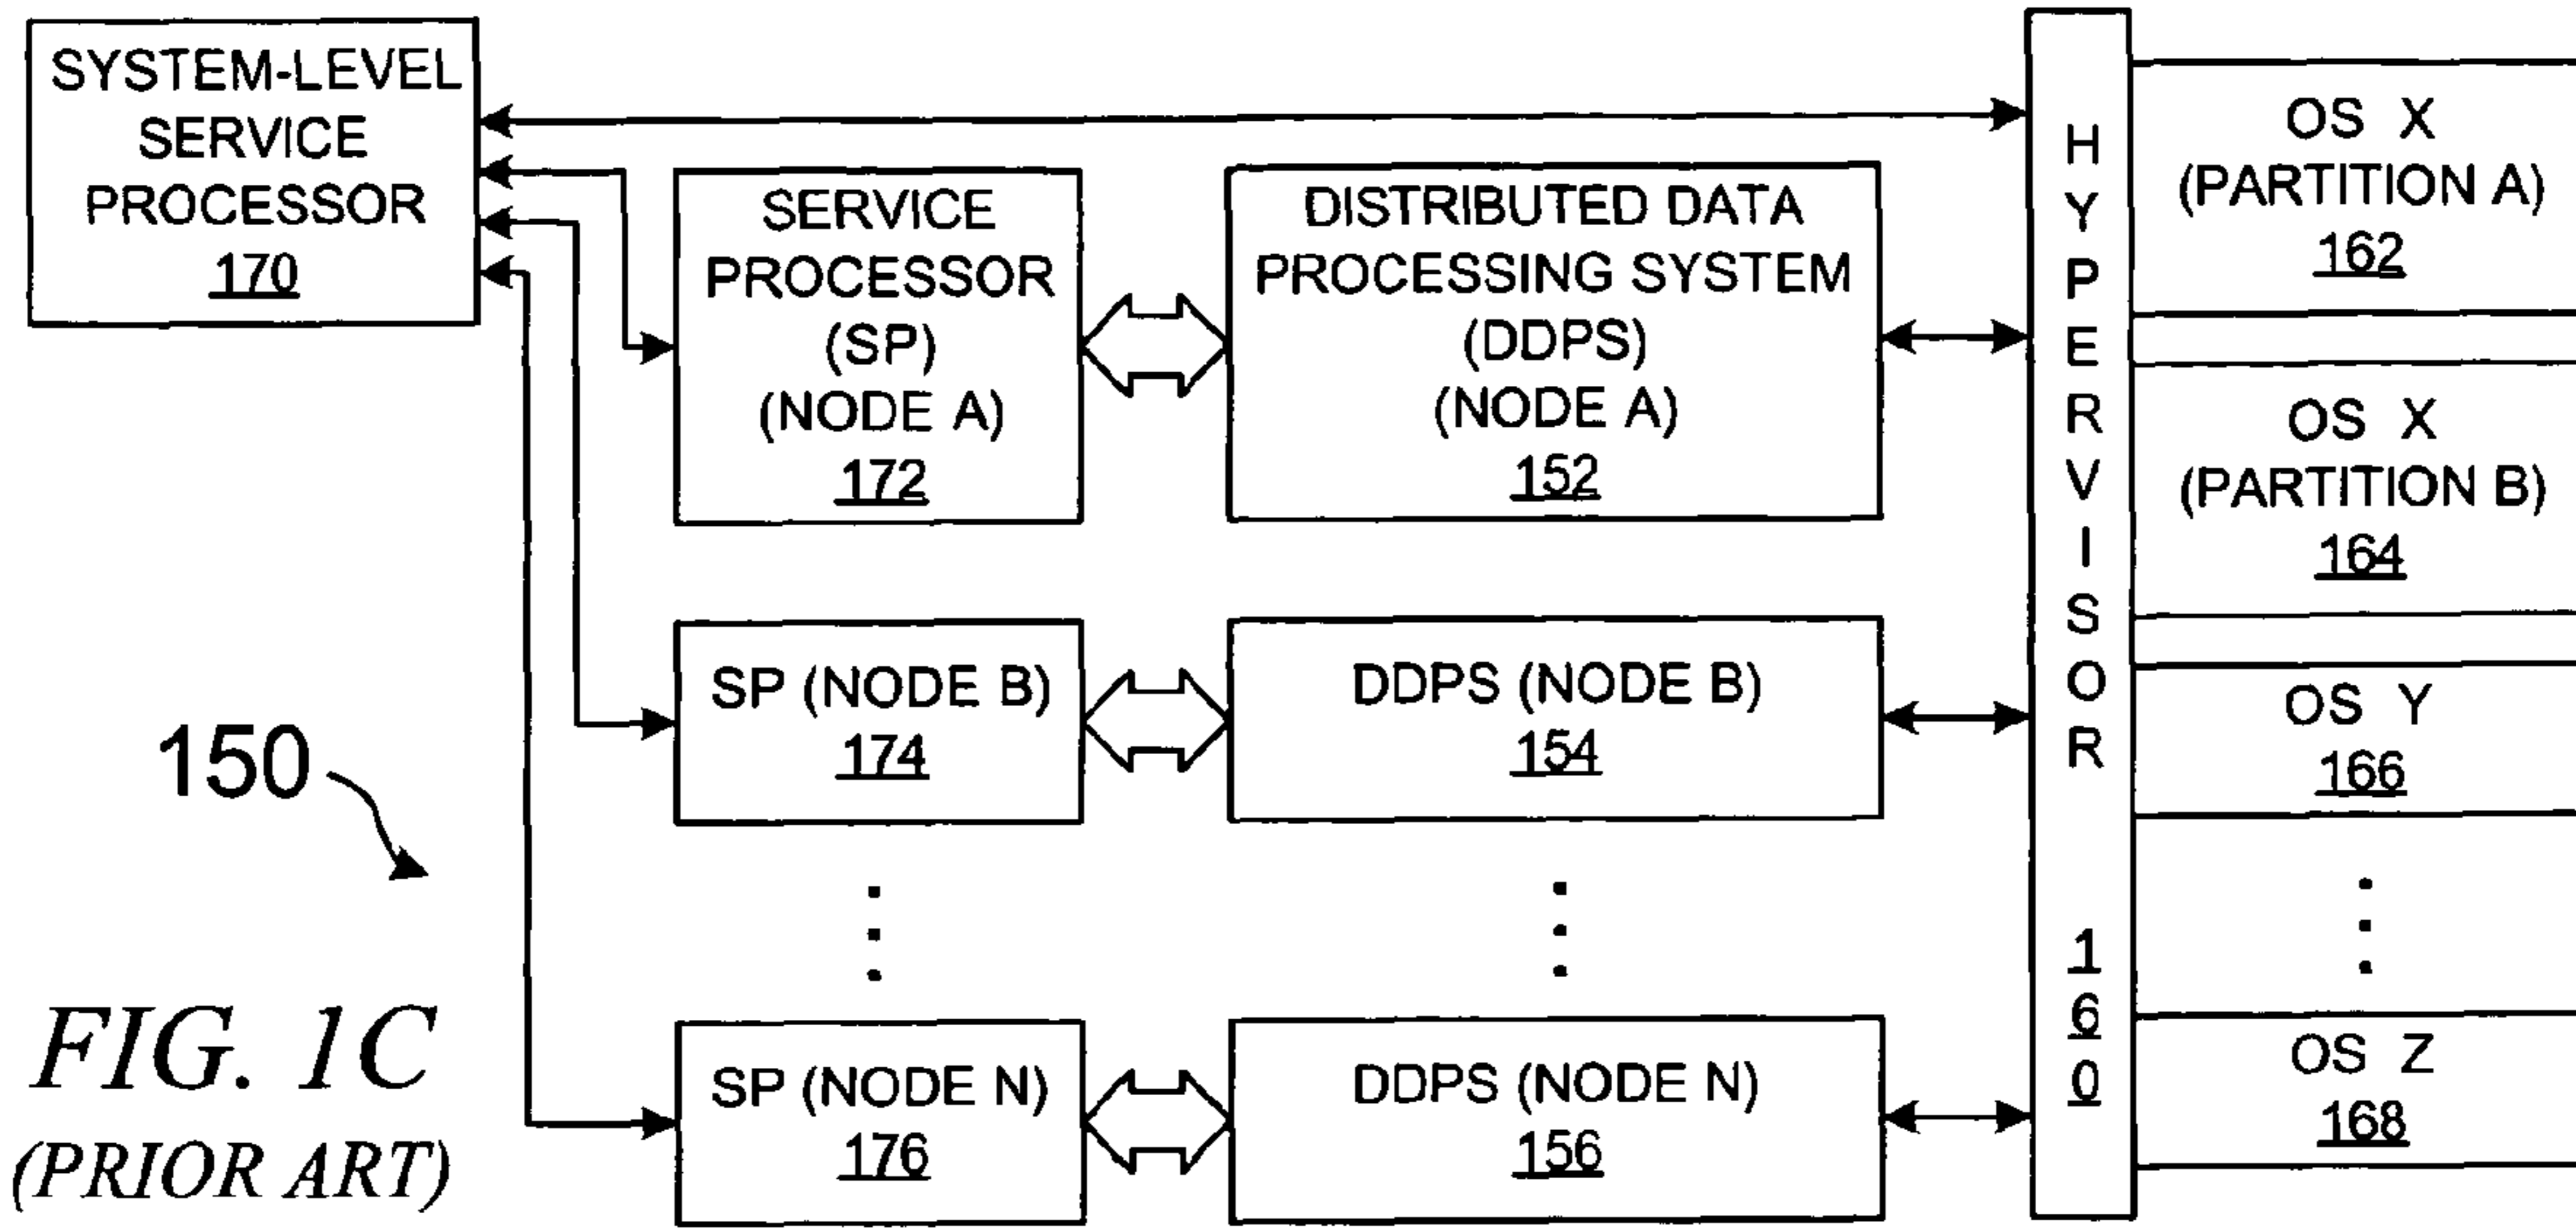 SYSTEM-LEVEL
SERVICE
PROCESSOR
170
SERVICE
PROCESSOR
(SP)
(NODE A)
172
DISTRIBUTED DATA
PROCESSING SYSTEM
(DDPS)
(NODE A)
152
HYPERVISOR 160
OS X
(PARTITION A)
162
OS X
(PARTITION B)
164
SP (NODE B)
174
DDPS (NODE B)
154
OS Y
166
150
SP (NODE N)
176
DDPS (NODE N)
156
OS Z
168
FIG. 1C
(PRIOR ART)